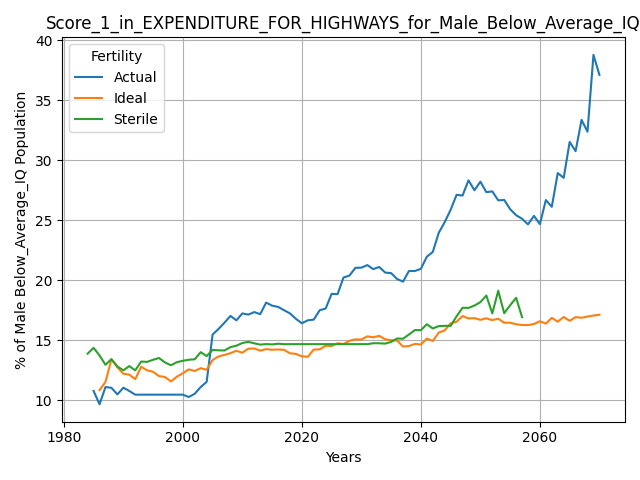 Score_1_in_EXPENDITURE_FOR_HIGHWAYS_for_Male_Below_Average_IQ
% of Male Below_Average_IQ Population
40
35
30
25
20
15
10
Fertility
Actual
Ideal
Sterile
1980 2000 2020 2040 2060
Years